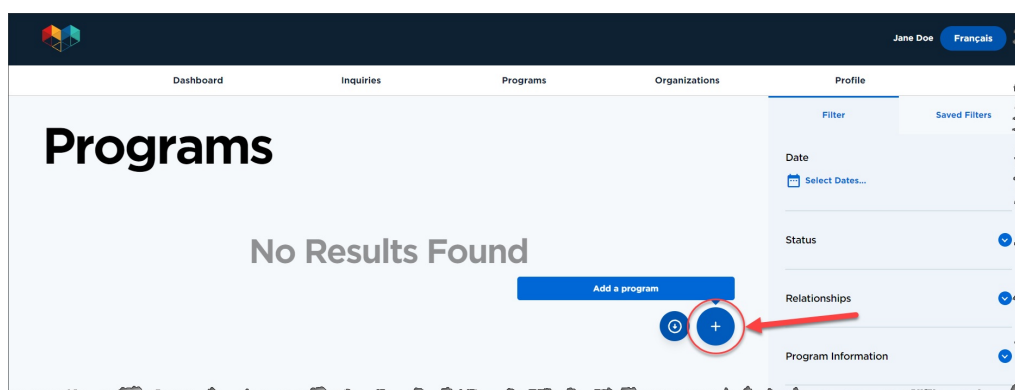 Jane Doe Français
Dashboard Inquiries Programs Organizations Profile
Filter Saved Filters
Programs
Date
Select Dates...
Status
No Results Found
Add a program
Relationships
+
Program Information